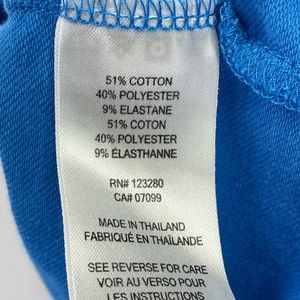 51% COTTON
40% POLYESTER
9% ELASTANE
51% COTON
40% POLYESTER
9% ÉLASTHANNE
RN# 123280
CA# 07099
MADE IN THAILAND
FABRIQUÉ EN THAÏLANDE
SEE REVERSE FOR CARE
VOIR AU VERSO POUR
LES INSTRUCTIONS